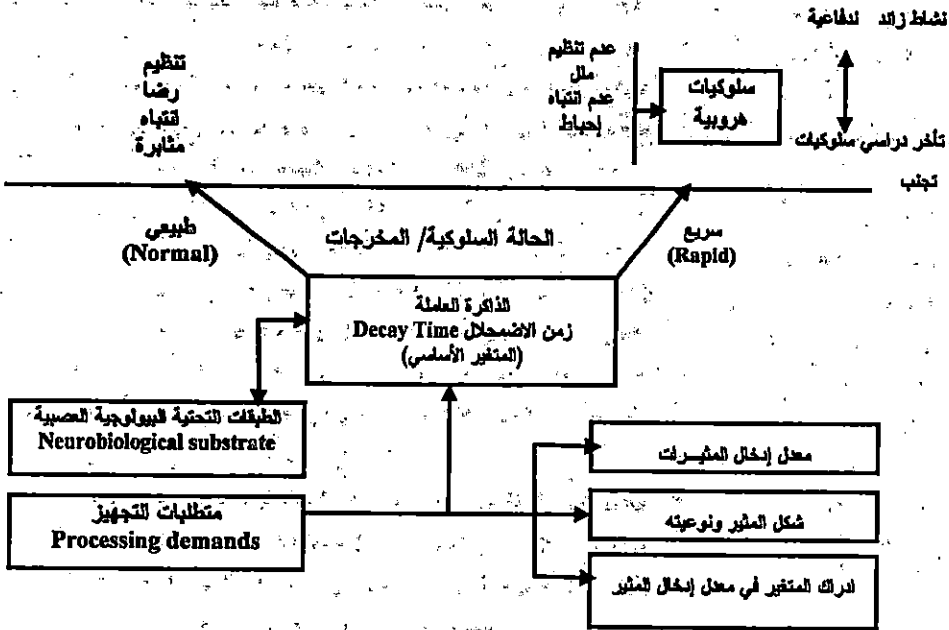 نشاط زائد لدفاعية
عدم تنظيم
ملل
عدم انتباه
إحباط
سلوكيات
هروبية
تأخر دراسي سلوكيات
تجنب
تنظيم
رضا
انتباه
مثابرة
سريع
(Rapid)
الحالة السلوكية/ المخرجات
طبيعي
(Normal)
الذاكرة العاملة
زمن الاضمحلال Decay Time
(المتغير الأساسي)
الطبقات التحتية البيولوجية العصبية
Neurobiological substrate
معدل إدخال المثيــرات
متطلبات التجهيز
Processing demands
شكل المثير ونوعيته
ادراك المتغير في معدل إدخال المثير